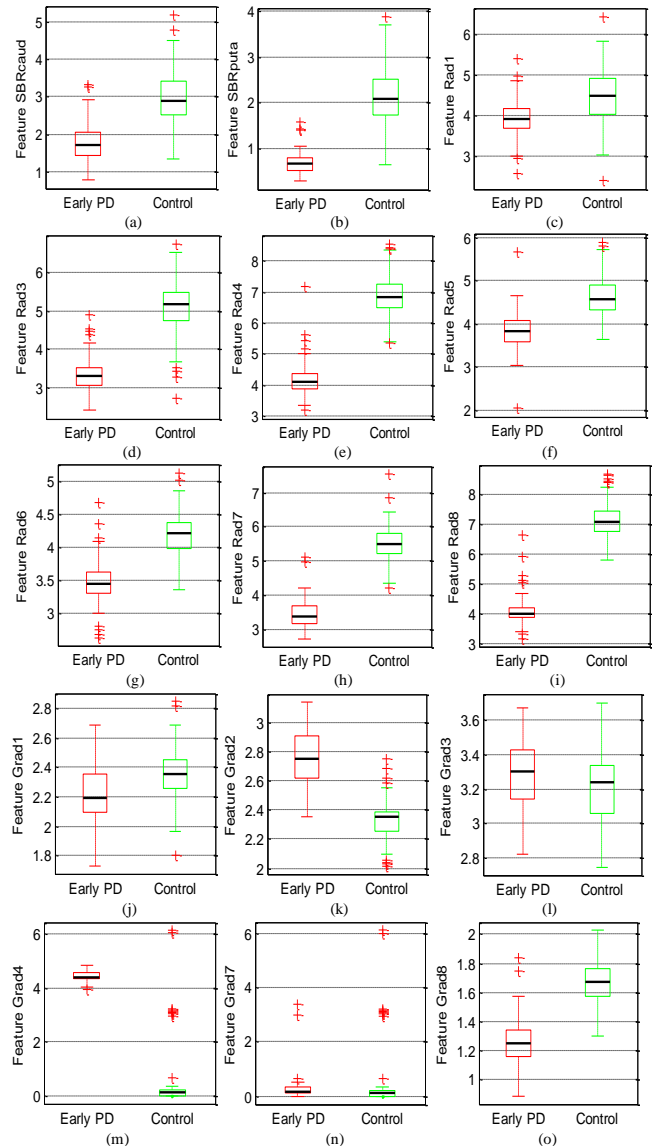 Feature SBRcaud
5
4
3
2
1
Early PD Control
(a)
Feature SBRputa
4
3
2
1
Early PD Control
(b)
Feature Rad1
6
5
4
3
Early PD Control
(c)
Feature Rad3
6
5
4
3
Early PD Control
(d)
Feature Rad4
8
7
6
5
4
3
Early PD Control
(e)
Feature Rad5
6
5
4
3
2
Early PD Control
(f)
Feature Rad6
5
4.5
4
3.5
3
Early PD Control
(g)
Feature Rad7
7
6
5
4
3
Early PD Control
(h)
Feature Rad8
8
7
6
5
4
3
Early PD Control
(i)
Feature Grad1
2.8
2.6
2.4
2.2
2
1.8
Early PD Control
(j)
Feature Grad2
3
2.8
2.6
2.4
2.2
2
Early PD Control
(k)
Feature Grad3
3.6
3.4
3.2
3
2.8
Early PD Control
(l)
Feature Grad4
6
4
2
0
Early PD Control
(m)
Feature Grad7
6
4
2
0
Early PD Control
(n)
Feature Grad8
2
1.8
1.6
1.4
1.2
1
Early PD Control
(o)